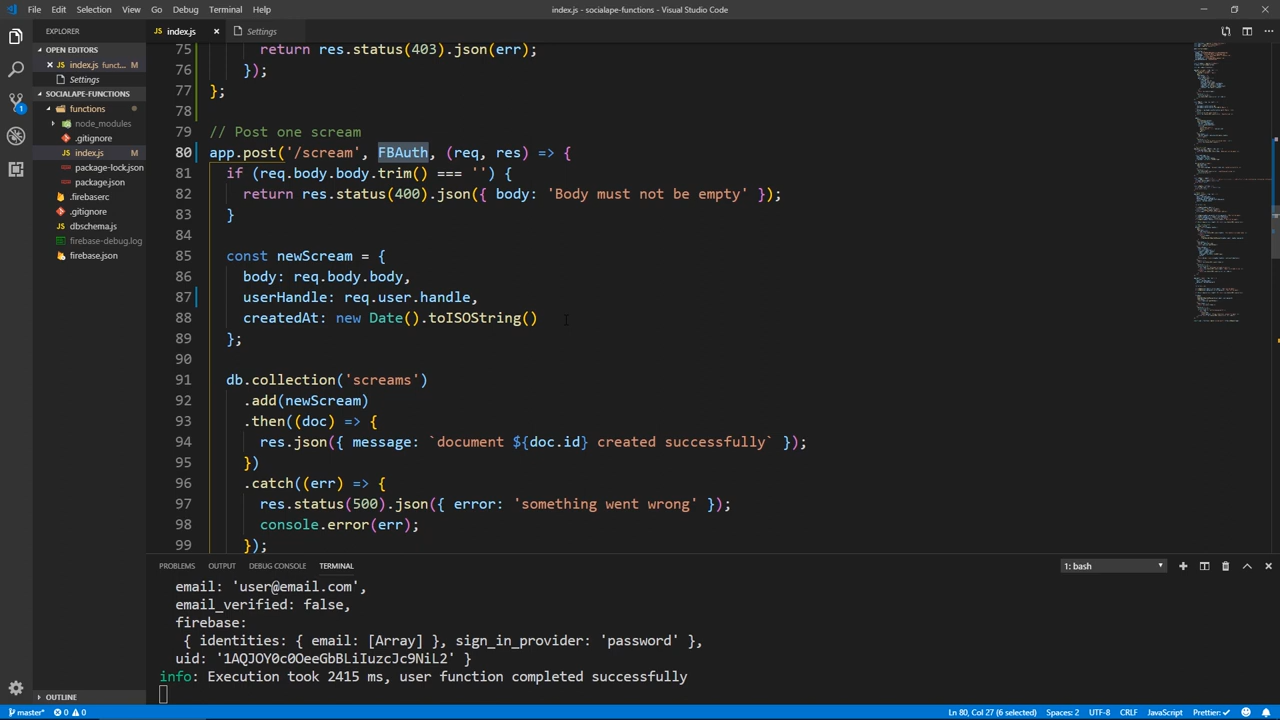 File Edit Selection View Go Debug Terminal Help
index.js - socialape-functions - Visual Studio Code
EXPLORER
OPEN EDITORS
index.js funct... M
Settings
SOCIALAPE-FUNCTIONS
functions
node_modules
.gitignore
index.js M
package-lock.json
package.json
.firebaserc
.gitignore
dbschema.js
firebase-debug.log
firebase.json
OUTLINE
index.js Settings
75 return res.status(403).json(err);
76 });
77 };
78
79 // Post one scream
80 app.post('/scream', FBAuth, (req, res) => {
81 if (req.body.body.trim() === '') {
82 return res.status(400).json({ body: 'Body must not be empty' });
83 }
84
85 const newScream = {
86 body: req.body.body,
87 userHandle: req.user.handle,
88 createdAt: new Date().toISOString()
89 };
90
91 db.collection('screams')
92 .add(newScream)
93 .then((doc) => {
94 res.json({ message: `document ${doc.id} created successfully` });
95 })
96 .catch((err) => {
97 res.status(500).json({ error: 'something went wrong' });
98 console.error(err);
99 });
PROBLEMS OUTPUT DEBUG CONSOLE TERMINAL
1: bash
email: 'user@email.com',
email_verified: false,
firebase:
{ identities: { email: [Array] }, sign_in_provider: 'password' },
uid: '1AQJOY0c0OeeGbBLiIuzcJc9NiL2' }
info: Execution took 2415 ms, user function completed successfully
master* 0 0
Ln 80, Col 27 (6 selected) Spaces: 2 UTF-8 CRLF JavaScript Prettier: ✓
1